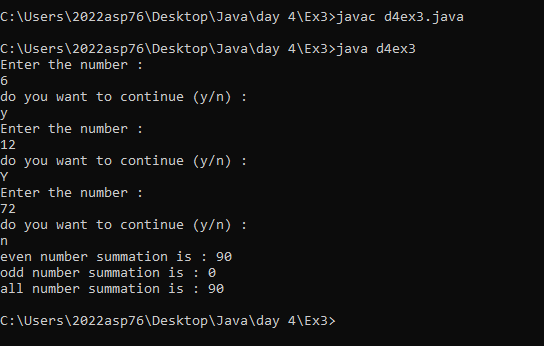 C:\Users\2022asp76\Desktop\Java\day 4\Ex3>javac d4ex3.java
C:\Users\2022asp76\Desktop\Java\day 4\Ex3>java d4ex3
Enter the number :
6
do you want to continue (y/n) :
y
Enter the number :
12
do you want to continue (y/n) :
Y
Enter the number :
72
do you want to continue (y/n) :
n
even number summation is : 90
odd number summation is : 0
all number summation is : 90
C:\Users\2022asp76\Desktop\Java\day 4\Ex3>